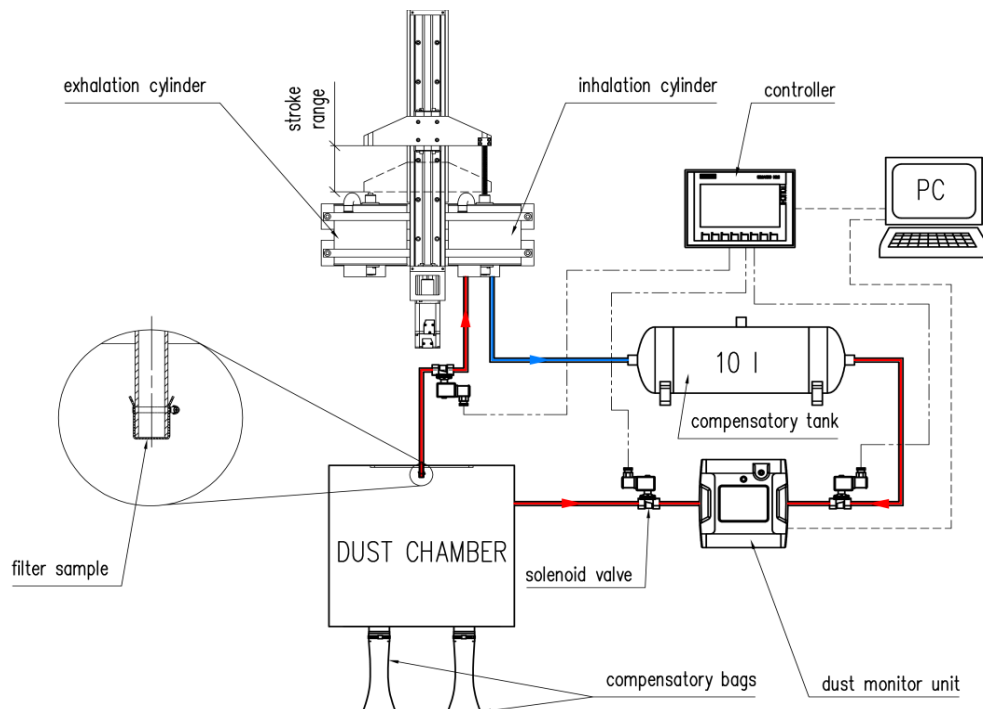 exhalation cylinder
stroke
range
inhalation cylinder
controller
PC
10 l
compensatory tank
filter sample
DUST CHAMBER
solenoid valve
compensatory bags
dust monitor unit